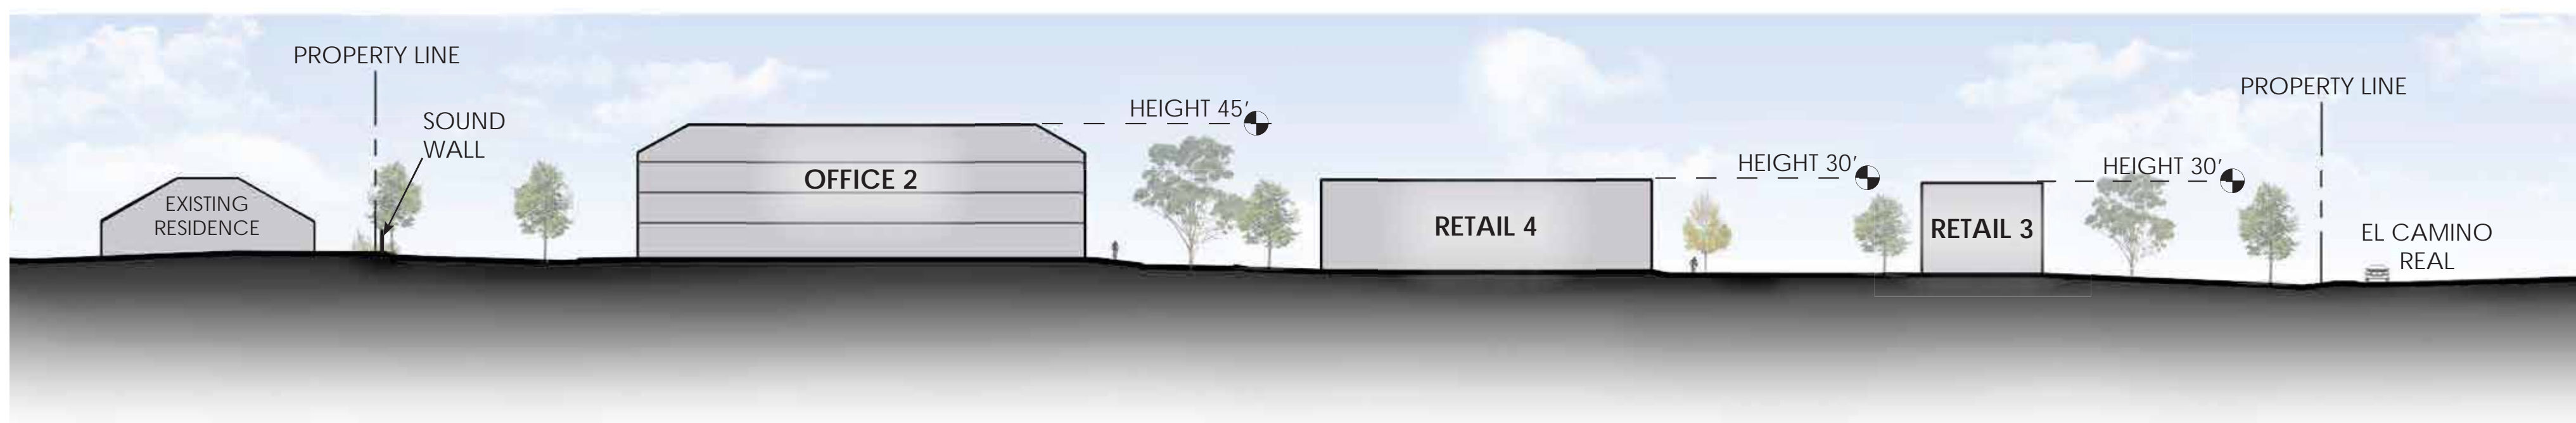 PROPERTY LINE
SOUND
WALL
EXISTING
RESIDENCE
OFFICE 2
HEIGHT 45'
RETAIL 4
HEIGHT 30'
RETAIL 3
HEIGHT 30'
PROPERTY LINE
EL CAMINO
REAL